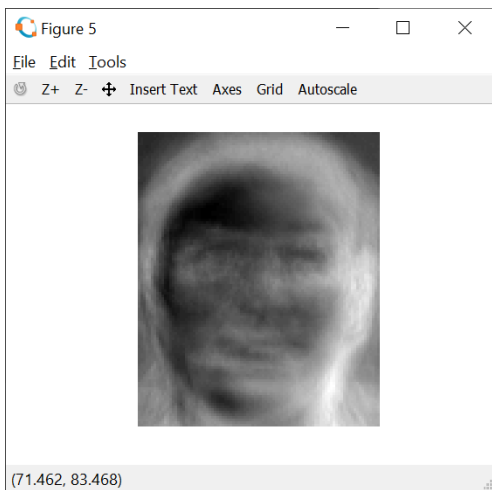 Figure 5
File Edit Tools
Z+ Z- Insert Text Axes Grid Autoscale
(71.462, 83.468)